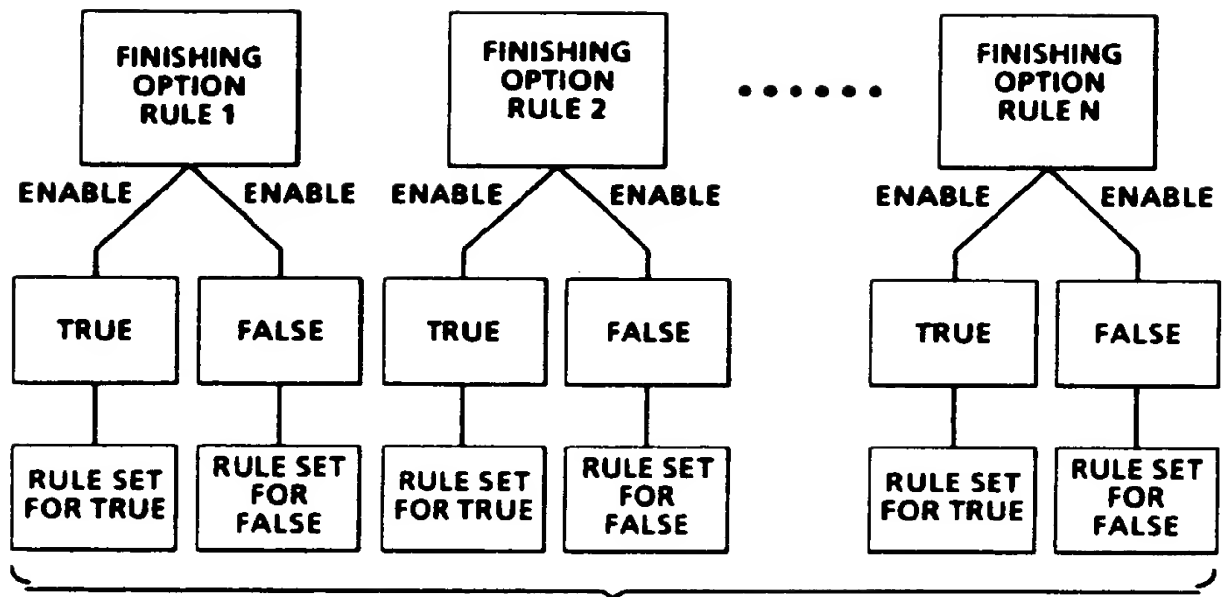 FINISHING
OPTION
RULE 1
FINISHING
OPTION
RULE 2
FINISHING
OPTION
RULE N
ENABLE
ENABLE
ENABLE
ENABLE
ENABLE
ENABLE
TRUE
FALSE
TRUE
FALSE
TRUE
FALSE
RULE SET
FOR TRUE
RULE SET
FOR
FALSE
RULE SET
FOR TRUE
RULE SET
FOR
FALSE
RULE SET
FOR TRUE
RULE SET
FOR
FALSE